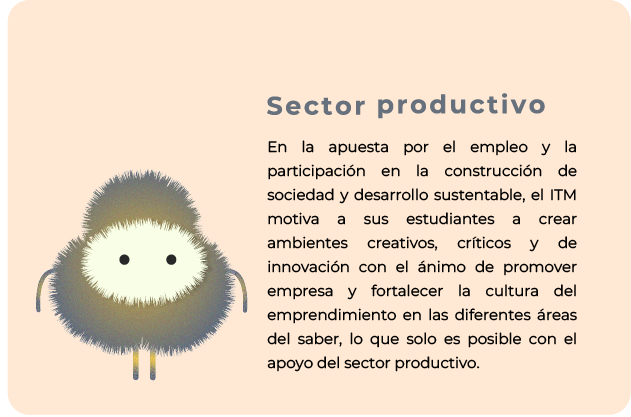 Sector productivo
En la apuesta por el empleo y la
participación en la construcción de
sociedad y desarrollo sustentable, el ITM
motiva a sus estudiantes a crear
ambientes creativos, críticos y de
innovación con el ánimo de promover
empresa y fortalecer la cultura del
emprendimiento en las diferentes áreas
del saber, lo que solo es posible con el
apoyo del sector productivo.